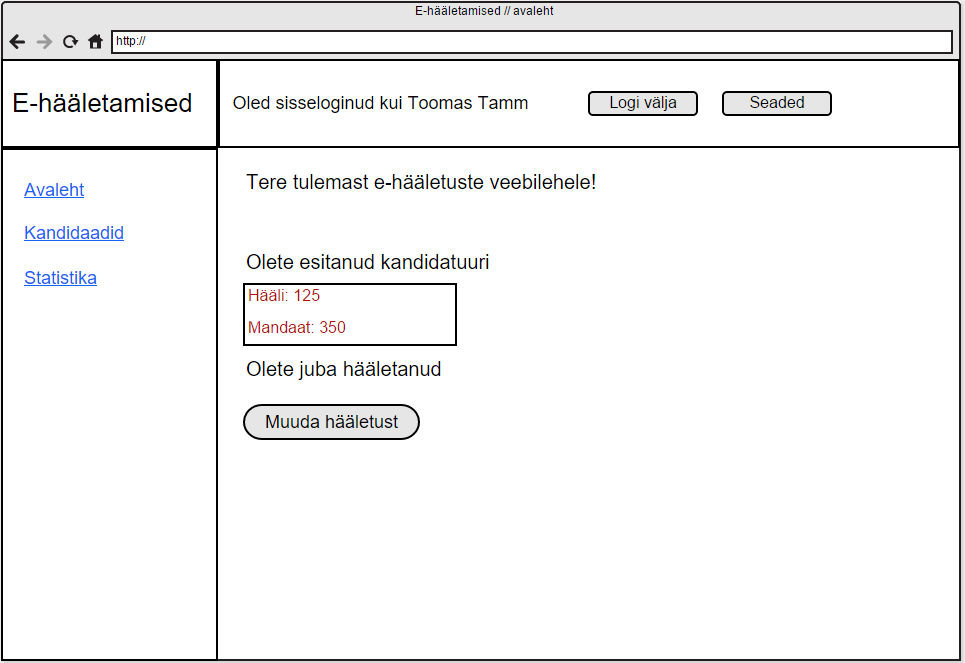 E-hääletamised // avaleht
http://
E-hääletamised
Oled sisseloginud kui Toomas Tamm
Logi välja
Seaded
Avaleht
Kandidaadid
Statistika
Tere tulemast e-hääletuste veebilehele!
Olete esitanud kandidatuuri
Hääli: 125
Mandaat: 350
Olete juba hääletanud
Muuda hääletust